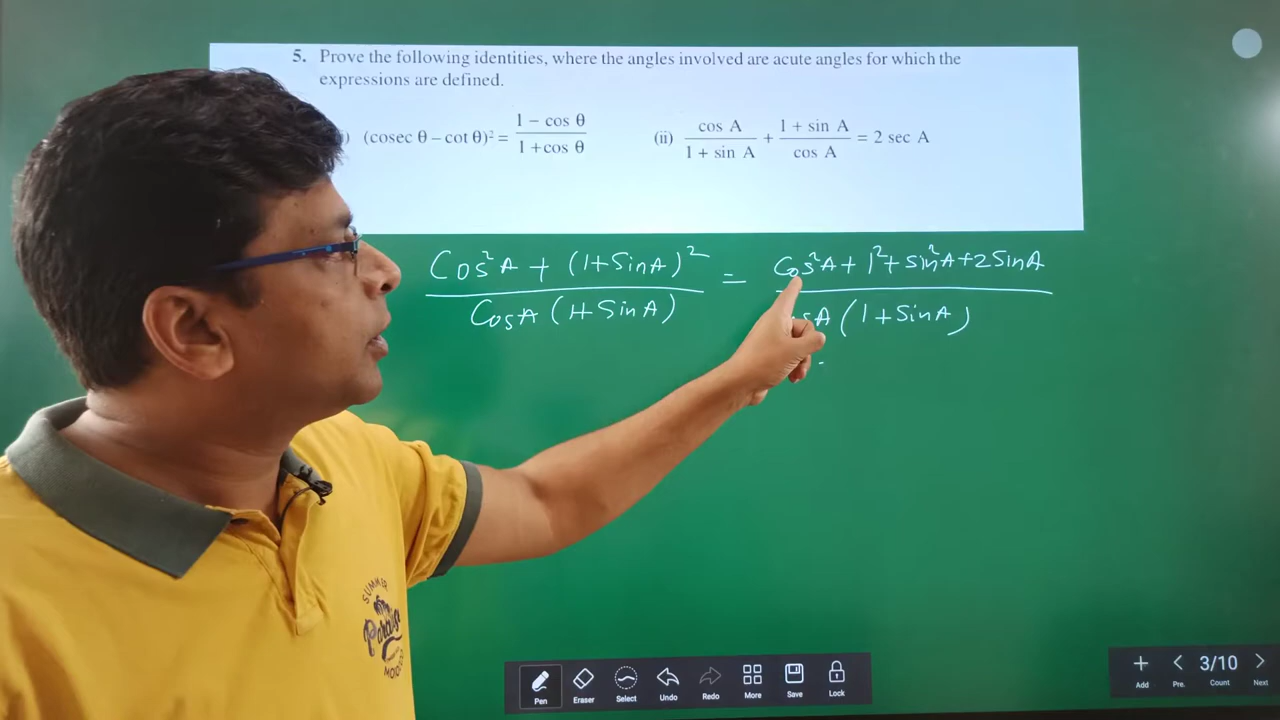 5. Prove the following identities, where the angles involved are acute angles for which the
expressions are defined.
) (cosec θ – cot θ)² = (1 – cos θ)/(1 + cos θ)
(ii) cos A/(1 + sin A) + (1 + sin A)/cos A = 2 sec A
(Cos²A + (1+SinA)²)/(CosA (1+SinA)) = (Cos²A + 1² + Sin²A + 2SinA)/(sA (1+SinA))
SUMMER
Paradise
Pen
Eraser
Select
Undo
Redo
More
Save
Lock
3/10
Add
Pre.
Count
Next